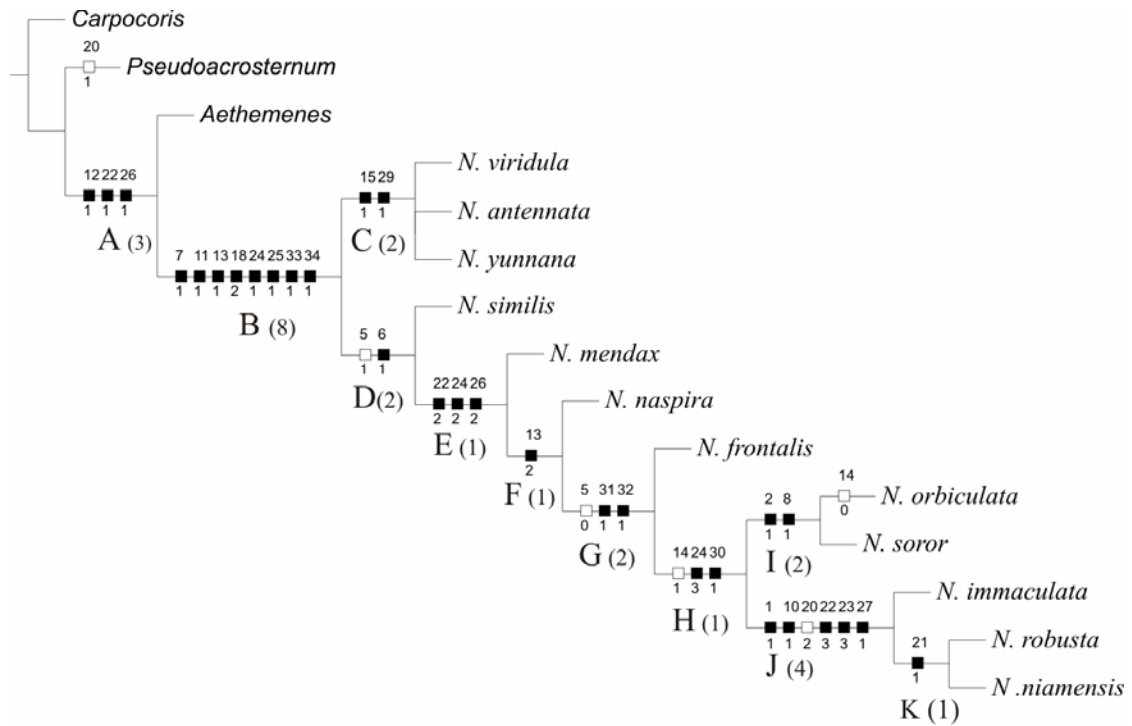 Carpocoris
20
Pseudoacrosternum
1
Aethemenes
12 22 26
1 1 1
A (3)
N. viridula
15 29
1 1
C (2)
N. antennata
N. yunnana
7 11 13 18 24 25 33 34
1 1 1 2 1 1 1 1
B (8)
N. similis
5 6
1 1
D(2)
N. mendax
22 24 26
2 2 2
E (1)
N. naspira
13
2
F (1)
N. frontalis
5 31 32
0 1 1
G (2)
14
N. orbiculata
0
2 8
1 1
I (2)
N. soror
14 24 30
1 3 1
H (1)
N. immaculata
1 10 20 22 23 27
1 1 2 3 3 1
J (4)
N. robusta
21
1
N .niamensis
K (1)